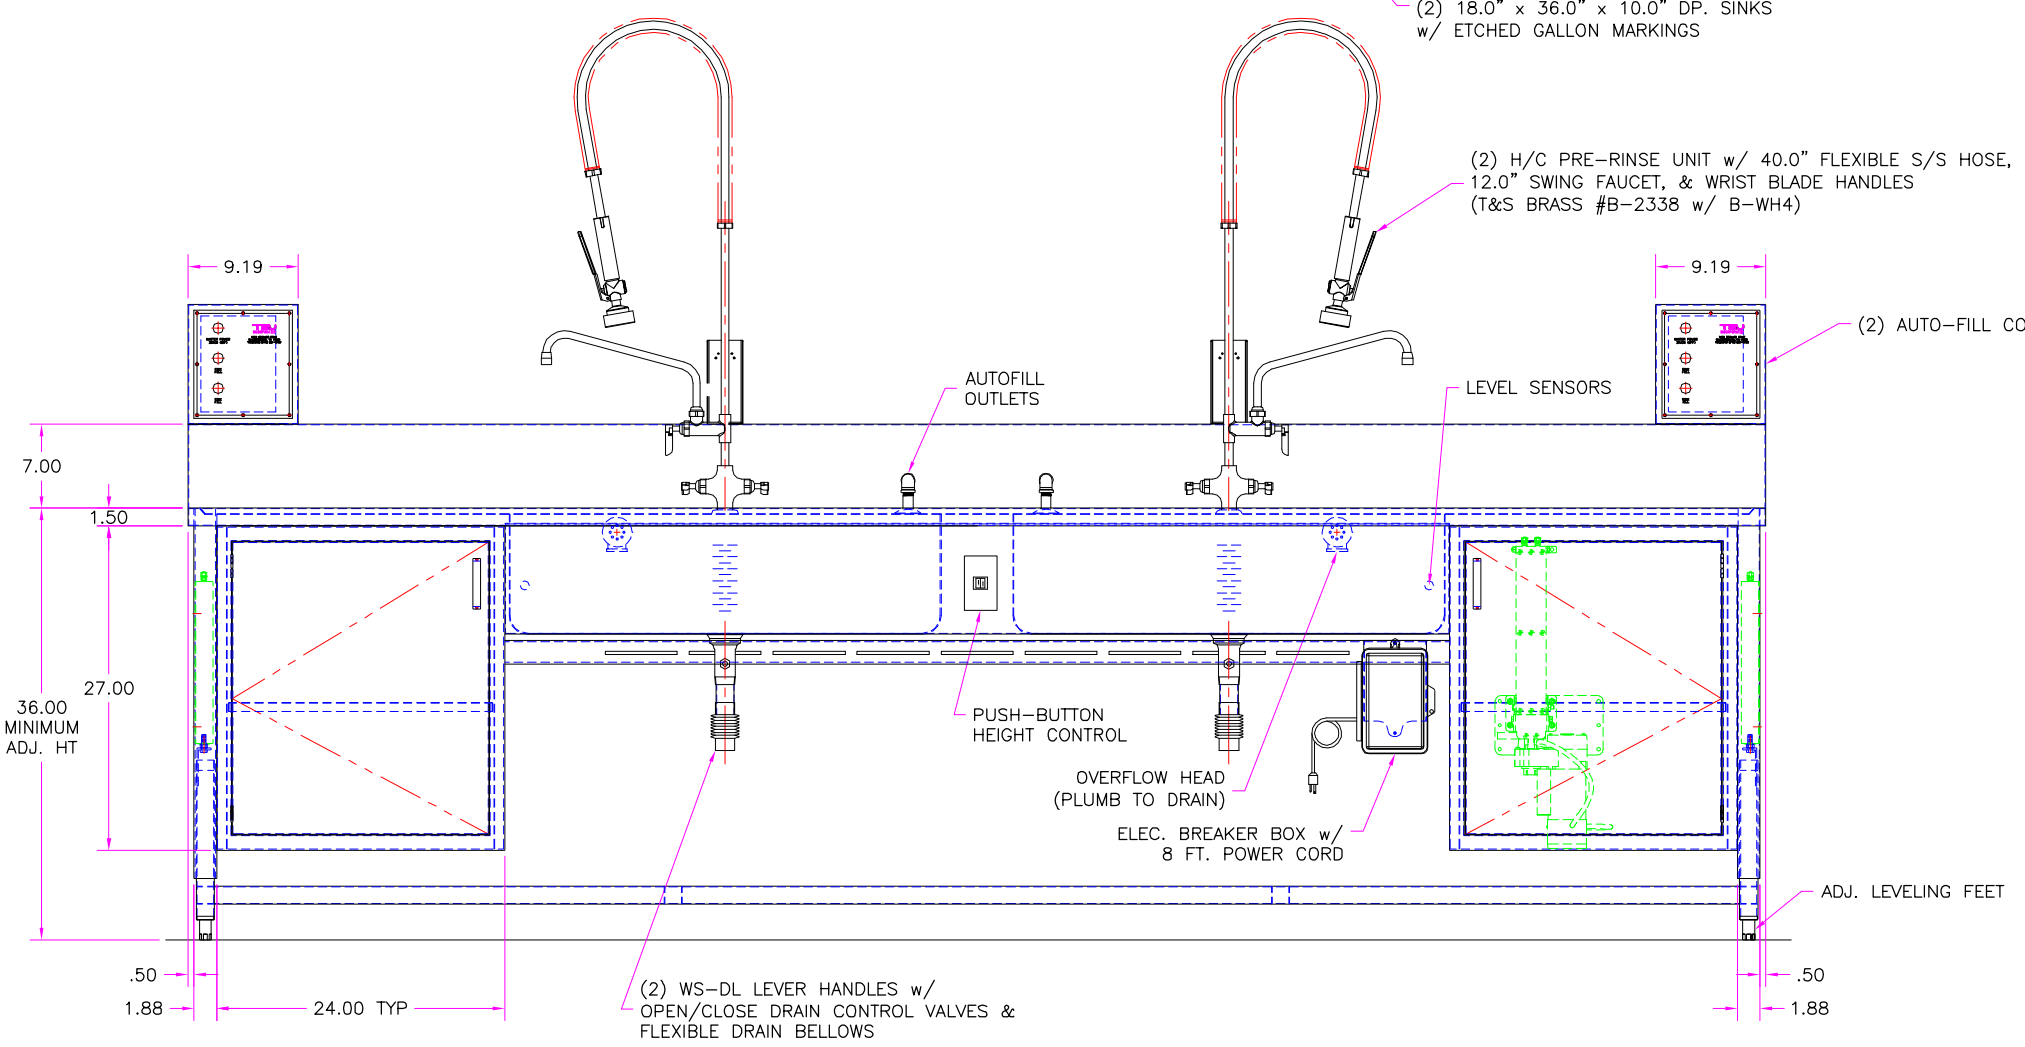 (2) 18.0" x 36.0" x 10.0" DP. SINKS
w/ ETCHED GALLON MARKINGS
(2) H/C PRE-RINSE UNIT w/ 40.0" FLEXIBLE S/S HOSE,
12.0" SWING FAUCET, & WRIST BLADE HANDLES
(T&S BRASS #B-2338 w/ B-WH4)
9.19
9.19
(2) AUTO-FILL CO
AUTOFILL
OUTLETS
LEVEL SENSORS
7.00
1.50
27.00
36.00
MINIMUM
ADJ. HT
PUSH-BUTTON
HEIGHT CONTROL
OVERFLOW HEAD
(PLUMB TO DRAIN)
ELEC. BREAKER BOX w/
8 FT. POWER CORD
ADJ. LEVELING FEET
.50
.50
1.88
24.00 TYP
1.88
(2) WS-DL LEVER HANDLES w/
OPEN/CLOSE DRAIN CONTROL VALVES &
FLEXIBLE DRAIN BELLOWS